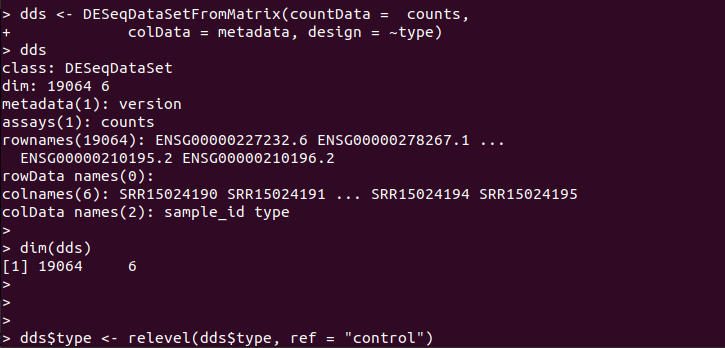 > dds <- DESeqDataSetFromMatrix(countData =  counts,
+             colData = metadata, design = ~type)
> dds
class: DESeqDataSet
dim: 19064 6
metadata(1): version
assays(1): counts
rownames(19064): ENSG00000227232.6 ENSG00000278267.1 ...
  ENSG00000210195.2 ENSG00000210196.2
rowData names(0):
colnames(6): SRR15024190 SRR15024191 ... SRR15024194 SRR15024195
colData names(2): sample_id type
>
> dim(dds)
[1] 19064     6
>
>
>
> dds$type <- relevel(dds$type, ref = "control")